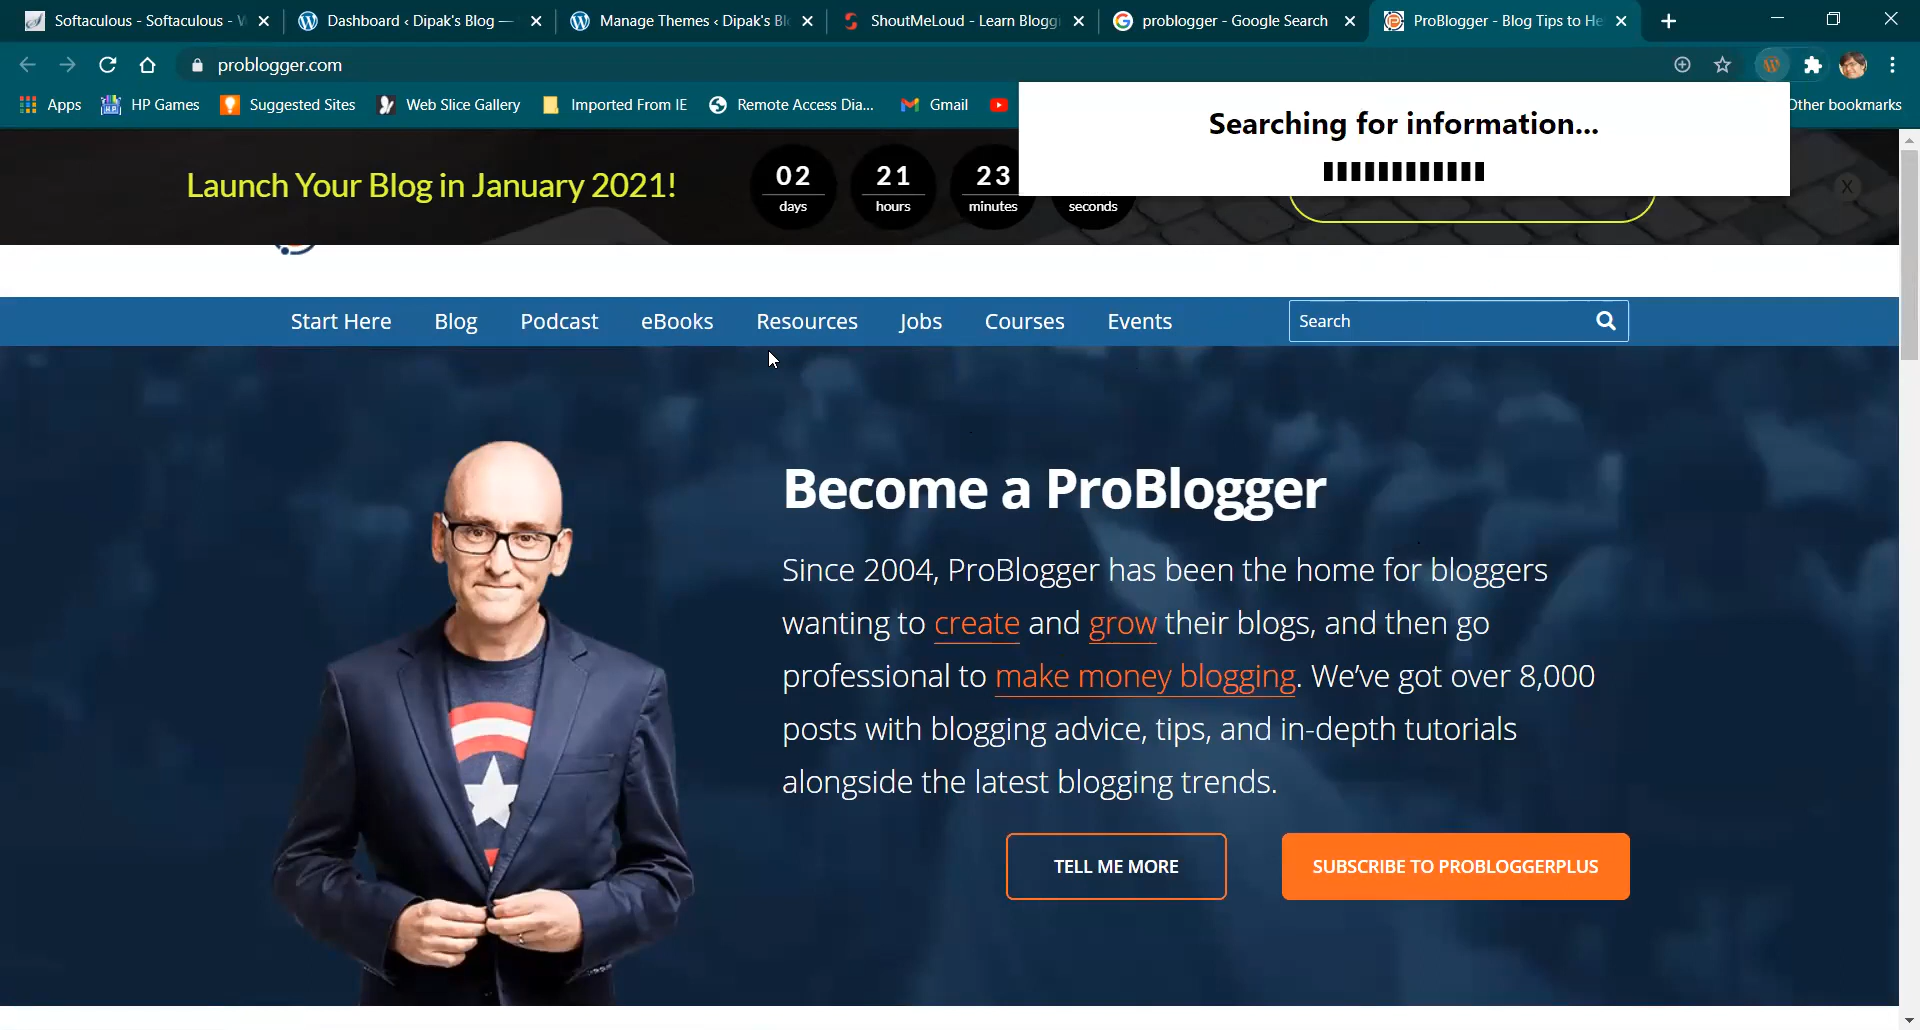 Softaculous - Softaculous -
Dashboard ‹ Dipak's Blog —
Manage Themes ‹ Dipak's Bl
ShoutMeLoud - Learn Bloggi
problogger - Google Search
ProBlogger - Blog Tips to He
problogger.com
Apps
HP Games
Suggested Sites
Web Slice Gallery
Imported From IE
Remote Access Dia...
Gmail
Other bookmarks
Searching for information...
Launch Your Blog in January 2021!
02
days
21
hours
23
minutes
seconds
X
Start Here
Blog
Podcast
eBooks
Resources
Jobs
Courses
Events
Search
Become a ProBlogger
Since 2004, ProBlogger has been the home for bloggers
wanting to create and grow their blogs, and then go
professional to make money blogging. We’ve got over 8,000
posts with blogging advice, tips, and in-depth tutorials
alongside the latest blogging trends.
TELL ME MORE
SUBSCRIBE TO PROBLOGGERPLUS